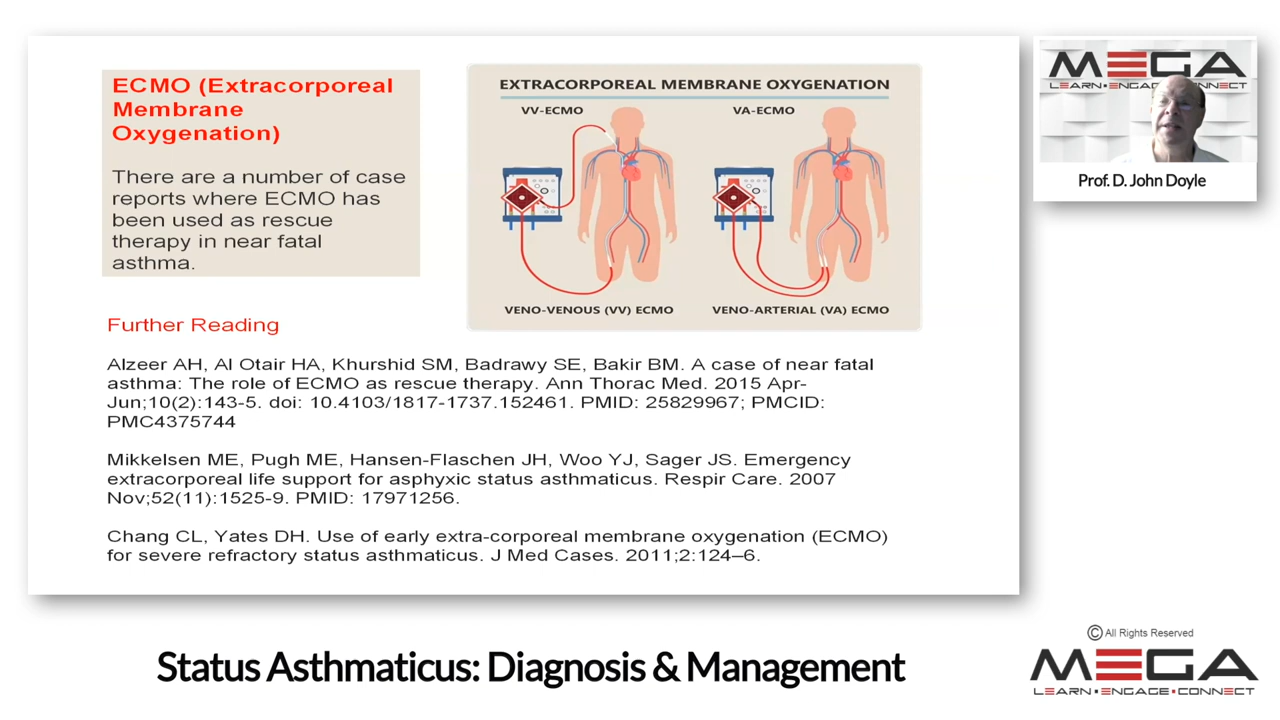 ECMO (Extracorporeal
Membrane
Oxygenation)
There are a number of case
reports where ECMO has
been used as rescue
therapy in near fatal
asthma.
EXTRACORPOREAL MEMBRANE OXYGENATION
VV-ECMO
VA-ECMO
VENO-VENOUS (VV) ECMO
VENO-ARTERIAL (VA) ECMO
Further Reading
Alzeer AH, Al Otair HA, Khurshid SM, Badrawy SE, Bakir BM. A case of near fatal
asthma: The role of ECMO as rescue therapy. Ann Thorac Med. 2015 Apr-
Jun;10(2):143-5. doi: 10.4103/1817-1737.152461. PMID: 25829967; PMCID:
PMC4375744
Mikkelsen ME, Pugh ME, Hansen-Flaschen JH, Woo YJ, Sager JS. Emergency
extracorporeal life support for asphyxic status asthmaticus. Respir Care. 2007
Nov;52(11):1525-9. PMID: 17971256.
Chang CL, Yates DH. Use of early extra-corporeal membrane oxygenation (ECMO)
for severe refractory status asthmaticus. J Med Cases. 2011;2:124–6.
MEGA
LEARN•ENGAGE CONNECT
Prof. D. John Doyle
Status Asthmaticus: Diagnosis & Management
© All Rights Reserved
MEGA
LEARN•ENGAGE•CONNECT